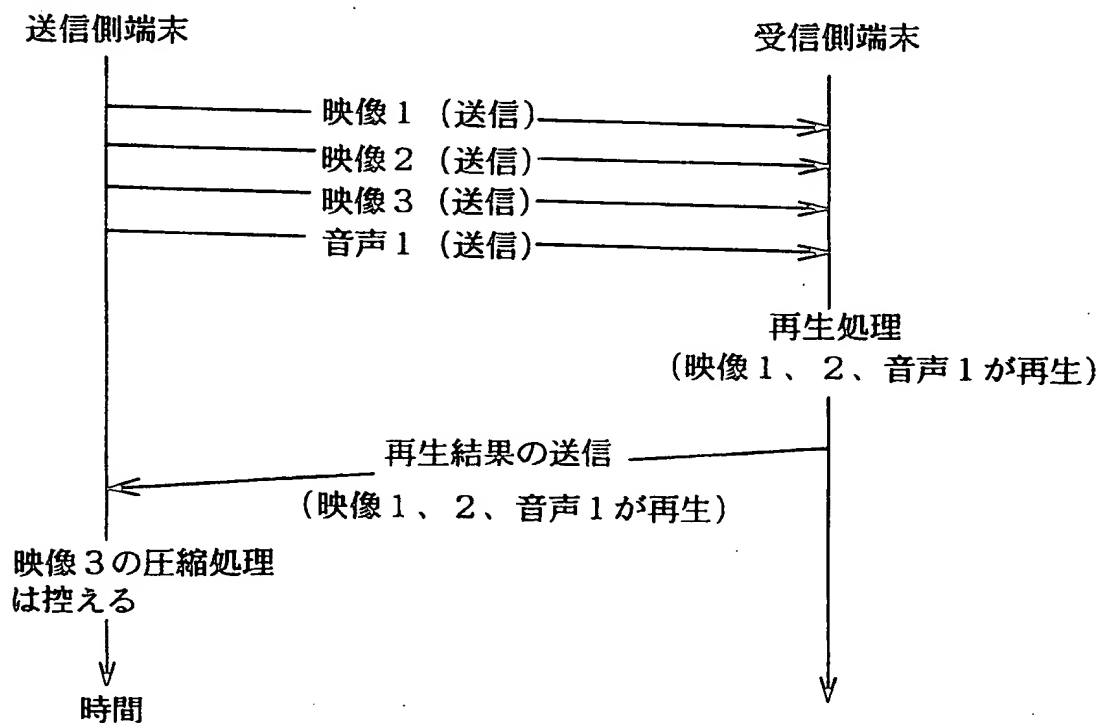 送信側端末
受信側端末
映像1 (送信)
映像2 (送信)
映像3 (送信)
音声1 (送信)
再生処理
(映像1、2、音声1が再生)
再生結果の送信
(映像1、2、音声1が再生)
映像3の圧縮処理
は控える
時間